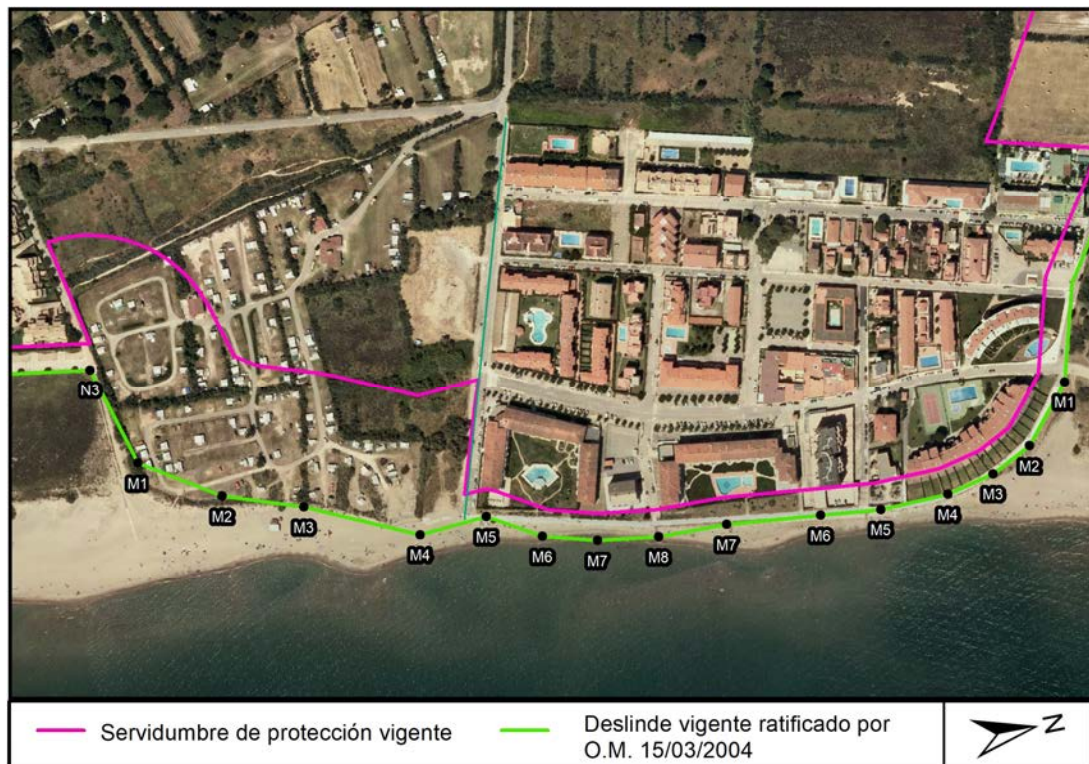 N3
M1
M2
M3
M4
M5
M6
M7
M8
M7
M6
M5
M4
M3
M2
M1
Servidumbre de protección vigente
Deslinde vigente ratificado por
O.M. 15/03/2004
N